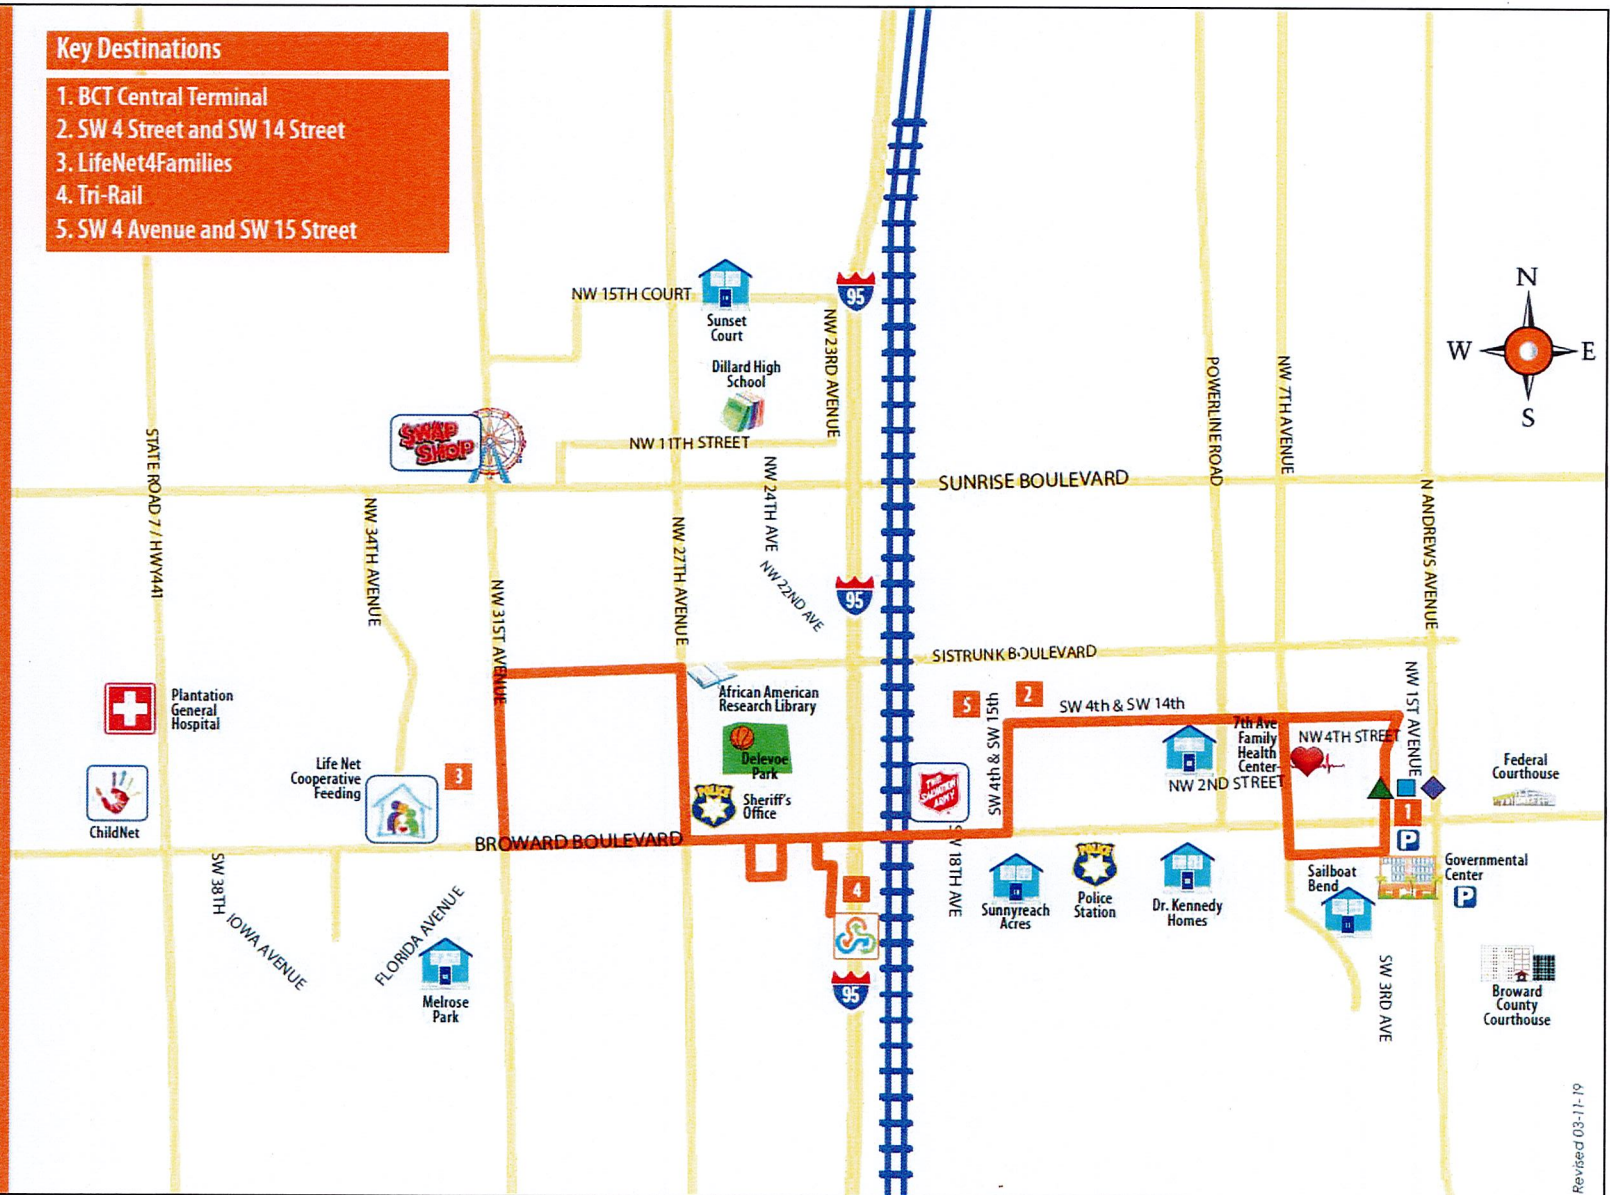 Key Destinations
1. BCT Central Terminal
2. SW 4 Street and SW 14 Street
3. LifeNet4Families
4. Tri-Rail
5. SW 4 Avenue and SW 15 Street
N
W
E
S
NW 15TH COURT
Sunset
Court
95
NW 23RD AVENUE
Dillard High
School
POWERLINE ROAD
NW 7TH AVENUE
SWAP
SHOP
NW 11TH STREET
STATE ROAD 7 / HWY441
NW 24TH AVE
SUNRISE BOULEVARD
N ANDREWS AVENUE
NW 34TH AVENUE
NW 27TH AVENUE
NW 22ND AVE
95
NW 31ST AVENUE
SISTRUNK BOULEVARD
Plantation
General
Hospital
African American
Research Library
5
2
SW 4th & SW 15th
SW 4th & SW 14th
NW 1ST AVENUE
7th Ave
Family
Health
Center-
NW 4TH STREET
Delevoe
Park
Life Net
Cooperative
Feeding
3
NW 2ND STREET
Federal
Courthouse
ChildNet
POLICE
Sheriff's
Office
THE
SALVATION
ARMY
1
P
BROWARD BOULEVARD
SW 38TH
IOWA AVENUE
FLORIDA AVENUE
4
SW 18TH AVE
Sunnyreach
Acres
POLICE
Police
Station
Dr. Kennedy
Homes
Sailboat
Bend
Governmental
Center
P
Melrose
Park
95
SW 3RD AVE
Broward
County
Courthouse
Revised 03-11-19